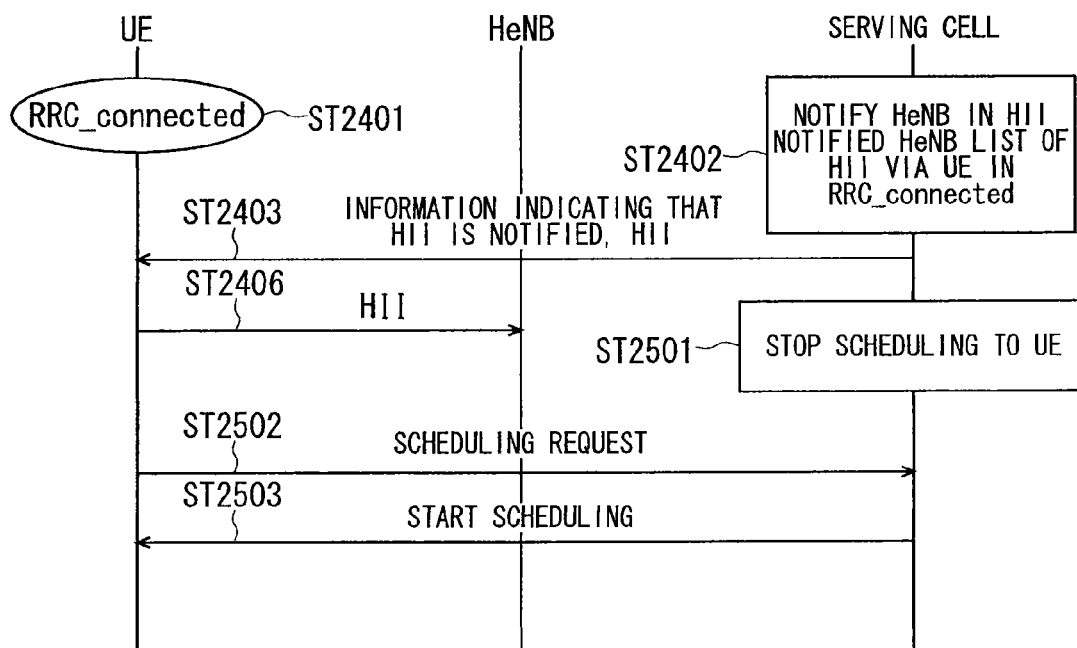 UE
HeNB
SERVING CELL
RRC_connected
ST2401
NOTIFY HeNB IN HII
NOTIFIED HeNB LIST OF
HII VIA UE IN
RRC_connected
ST2402
ST2403
INFORMATION INDICATING THAT
HII IS NOTIFIED, HII
ST2406
HII
ST2501
STOP SCHEDULING TO UE
ST2502
SCHEDULING REQUEST
ST2503
START SCHEDULING